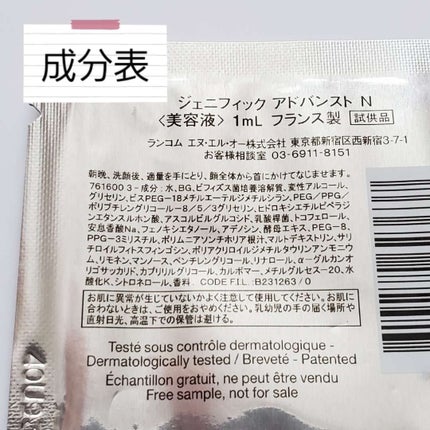 成分表
ジェニフィック アドバンスト N
〈美容液〉 1mL フランス製 試供品
ランコム エヌ・エル・オー株式会社 東京都新宿区西新宿3-7-1
お客様相談室 03-6911-8151
朝晩、洗顔後、適量を手にとり、顔全体から首にかけてなじませます。
761600 3 - 成分:水、BG、ビフィズス菌培養溶解質、変性アルコール、
グリセリン、ビスPEG-18メチルエーテルジメチルシラン、PEG/PPG/
ポリブチレングリコール-8/5/3グリセリン、ヒドロキシエチルピペラジ
ンエタンスルホン酸、アスコルビルグルコシド、乳酸桿菌、トコフェロール、
安息香酸Na、フェノキシエタノール、アデノシン、酵母エキス、PEG-8、
PPG-3ミリスチル、ポリムニアソンチホリア根汁、マルトデキストリン、サリ
チロイルフィトスフィンゴシン、ポリアクリロイルジメチルタウリンアンモニウ
ム、リモネン、マンノース、ペンチレングリコール、リナロール、α-グルカンオ
リゴサッカリド、カプリリルグリコール、カルボマー、メチルグルセス-20、水
酸化K、シトロネロール、香料 CODE F.I.L. : B231263/0
お肌に異常が生じていないかよく注意して使用してください。お肌に
合わないときは、ご使用をおやめください。乳幼児の手の届く場所や
直射日光、高温下での保管は避ける。
Testé sous contrôle dermatologique -
Dermatologically tested / Breveté - Patented
Échantillon gratuit, ne peut être vendu
Free sample, not for sale